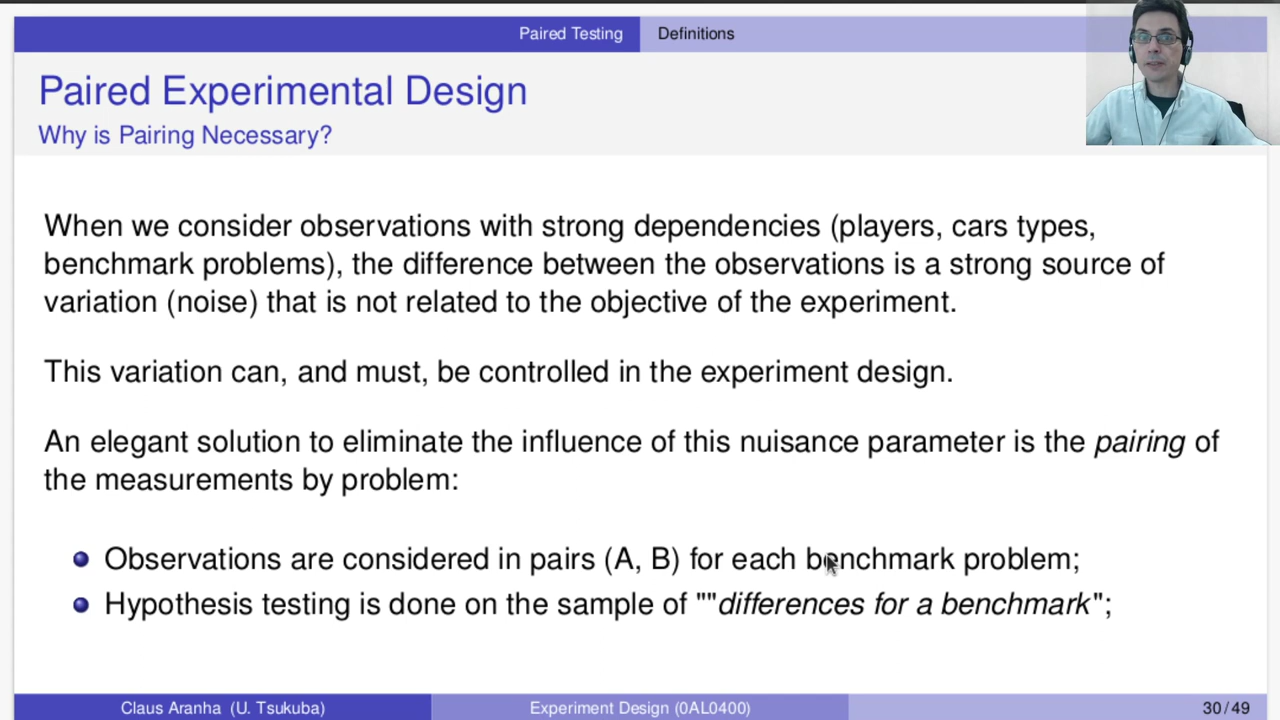 Paired Testing Definitions
Paired Experimental Design
Why is Pairing Necessary?
When we consider observations with strong dependencies (players, cars types,
benchmark problems), the difference between the observations is a strong source of
variation (noise) that is not related to the objective of the experiment.
This variation can, and must, be controlled in the experiment design.
An elegant solution to eliminate the influence of this nuisance parameter is the pairing of
the measurements by problem:
Observations are considered in pairs (A, B) for each benchmark problem;
Hypothesis testing is done on the sample of ""differences for a benchmark";
Claus Aranha (U. Tsukuba) Experiment Design (0AL0400) 30/49